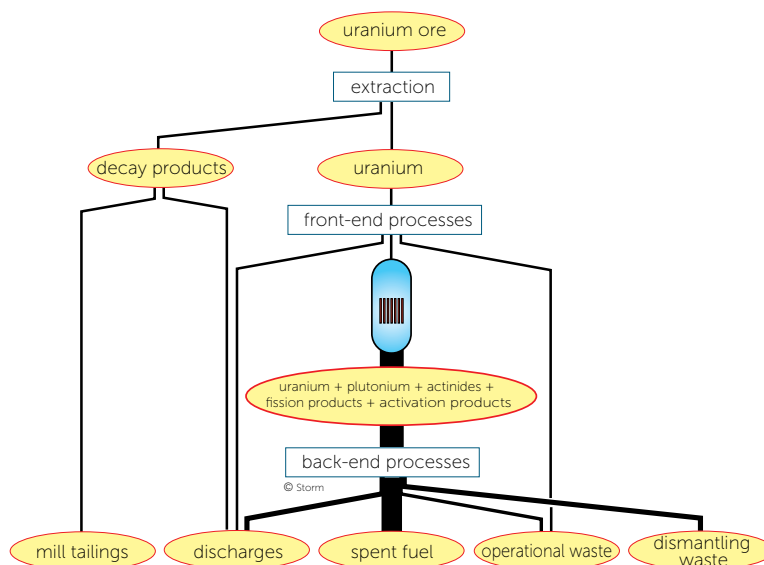 uranium ore
extraction
decay products
uranium
front-end processes
uranium + plutonium + actinides +
fission products + activation products
back-end processes
© Storm
mill tailings
discharges
spent fuel
operational waste
dismantling
waste